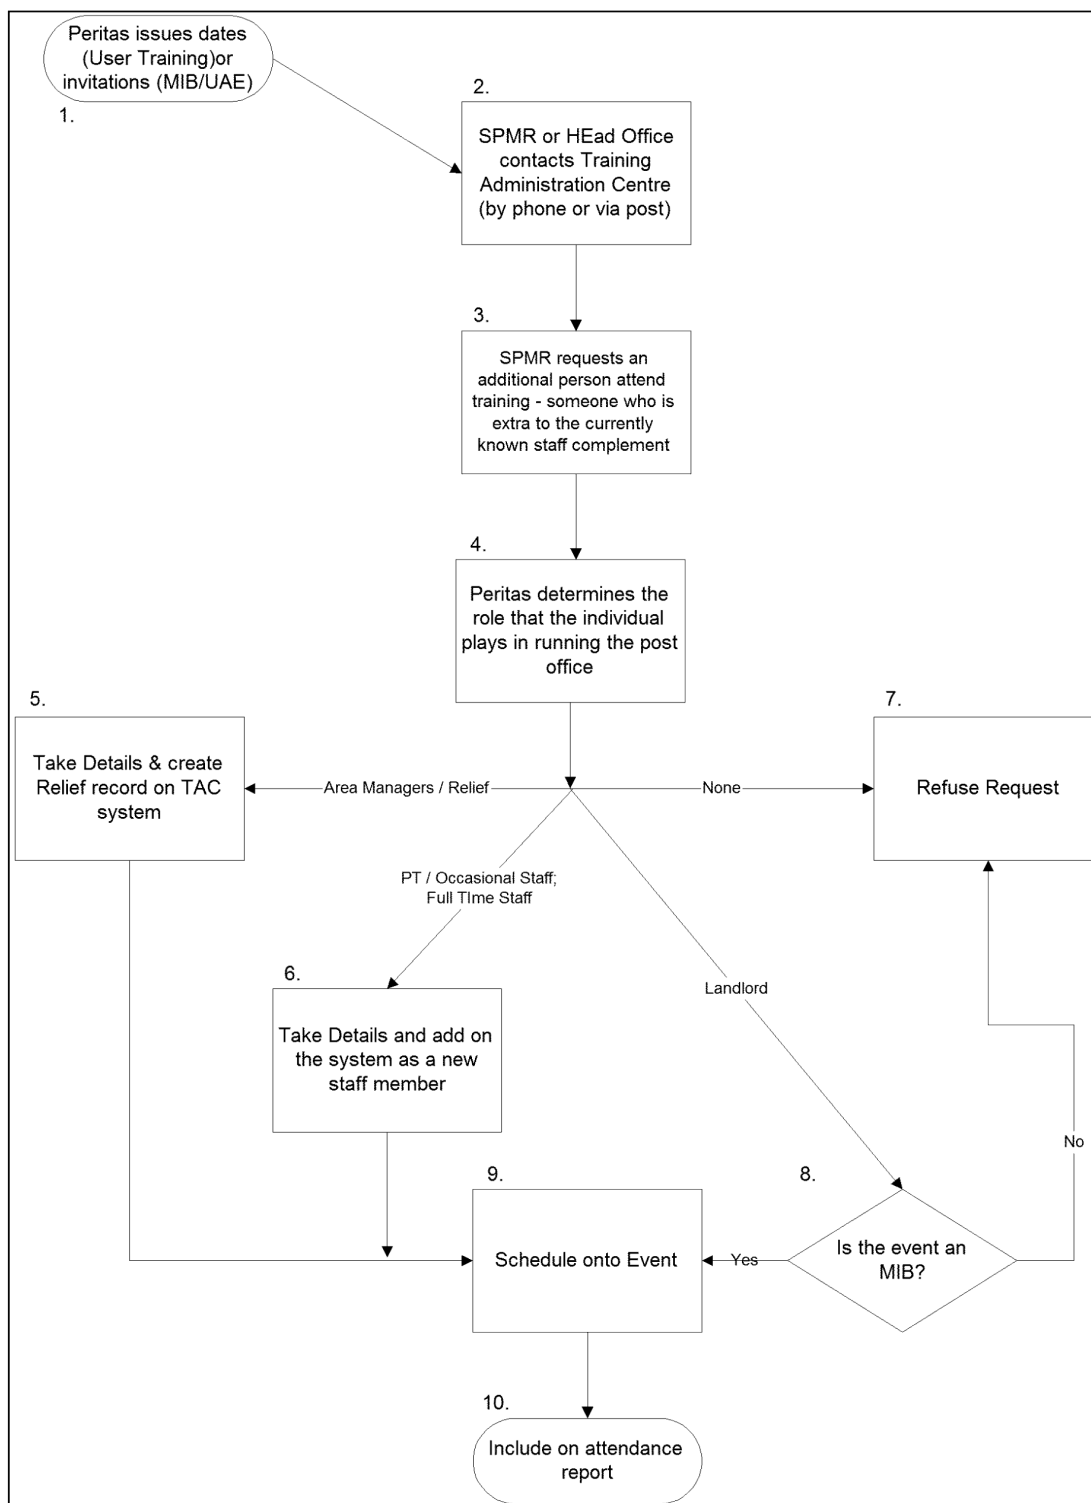 Peritas issues dates
(User Training)or
invitations (MIB/UAE)
1.
2.
SPMR or HEad Office
contacts Training
Administration Centre
(by phone or via post)
3.
SPMR requests an
additional person attend
training - someone who is
extra to the currently
known staff complement
4.
Peritas determines the
role that the individual
plays in running the post
office
5.
Take Details & create
Relief record on TAC
system
Area Managers / Relief
None
7.
Refuse Request
PT / Occasional Staff;
Full TIme Staff
Landlord
6.
Take Details and add on
the system as a new
staff member
No
8.
Is the event an
MIB?
Yes
9.
Schedule onto Event
10.
Include on attendance
report